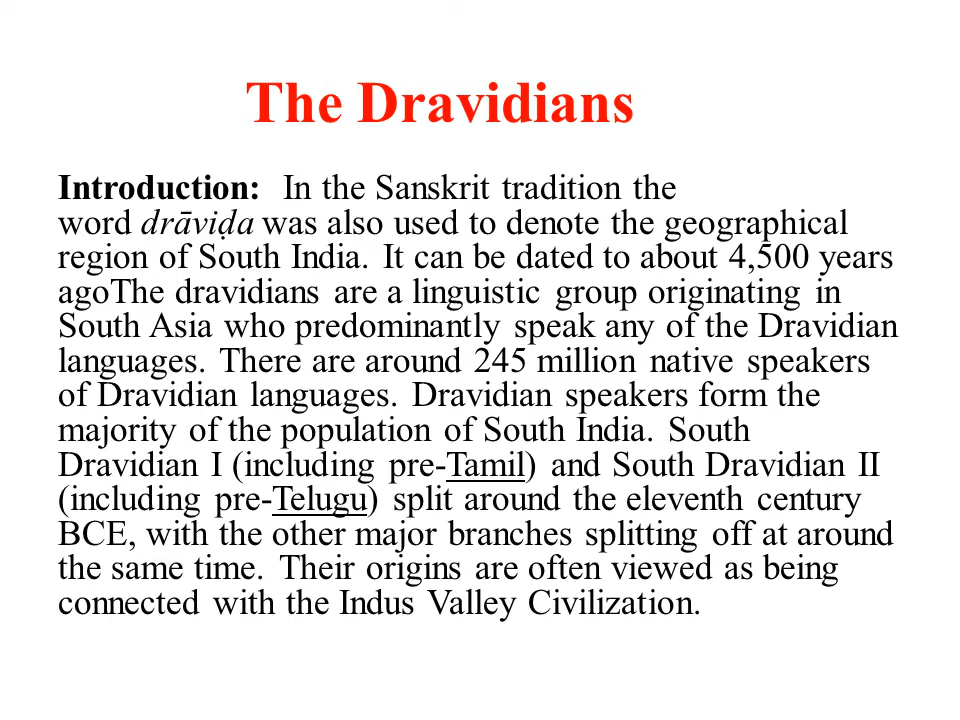 The Dravidians
Introduction: In the Sanskrit tradition the
word drāviḍa was also used to denote the geographical
region of South India. It can be dated to about 4,500 years
agoThe dravidians are a linguistic group originating in
South Asia who predominantly speak any of the Dravidian
languages. There are around 245 million native speakers
of Dravidian languages. Dravidian speakers form the
majority of the population of South India. South
Dravidian I (including pre-Tamil) and South Dravidian II
(including pre-Telugu) split around the eleventh century
BCE, with the other major branches splitting off at around
the same time. Their origins are often viewed as being
connected with the Indus Valley Civilization.